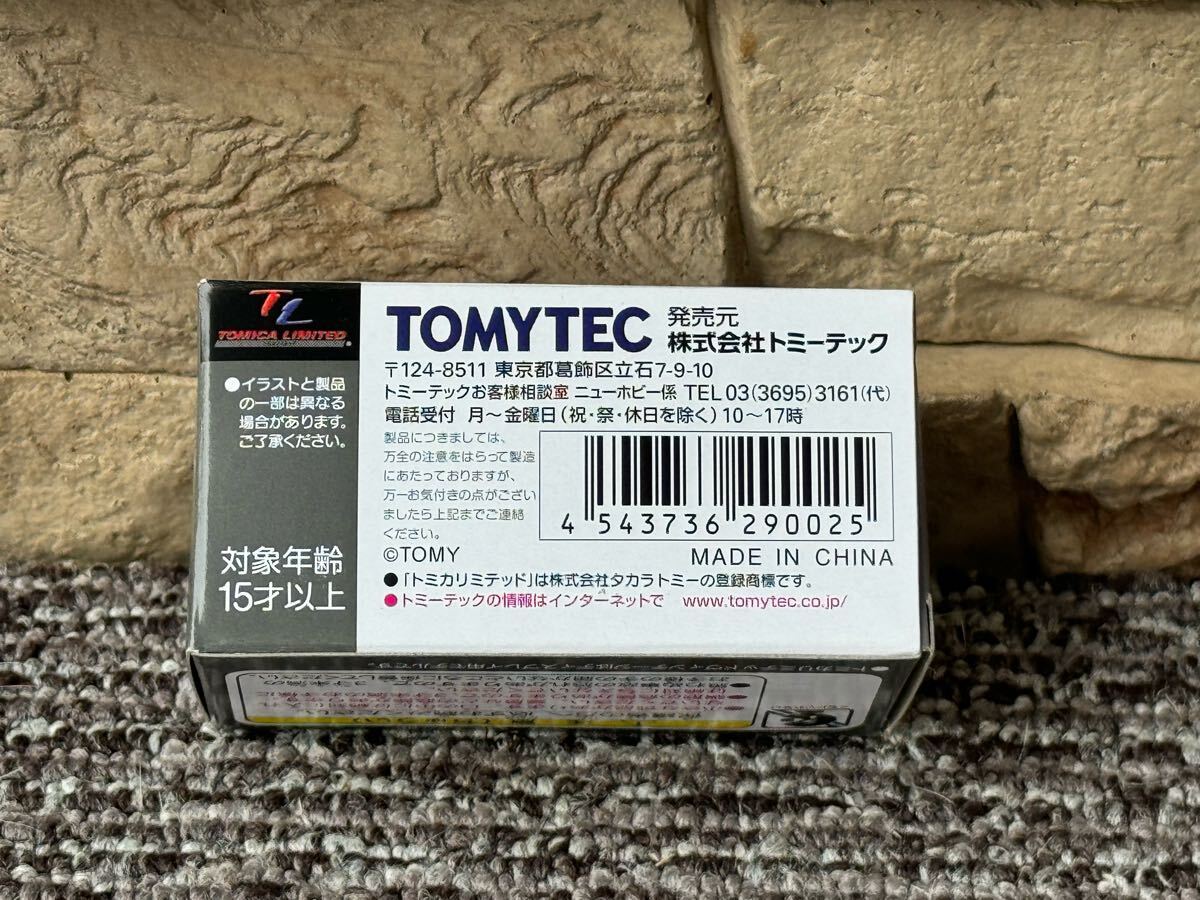 TL
TOMICA LIMITED
●イラストと製品
の一部は異なる
場合があります。
ご了承ください。
対象年齢
15才以上
TOMYTEC 発売元
株式会社トミーテック
〒124-8511 東京都葛飾区立石7-9-10
トミーテックお客様相談室 ニューホビー係 TEL 03(3695)3161(代)
電話受付 月〜金曜日(祝・祭・休日を除く)10〜17時
製品につきましては、
万全の注意をはらって製造
にあたっておりますが、
万一お気付きの点がござい
ましたら上記までご連絡
ください。
4 543736 290025
©TOMY MADE IN CHINA
●「トミカリミテッド」は株式会社タカラトミーの登録商標です。
●トミーテックの情報はインターネットで www.tomytec.co.jp/